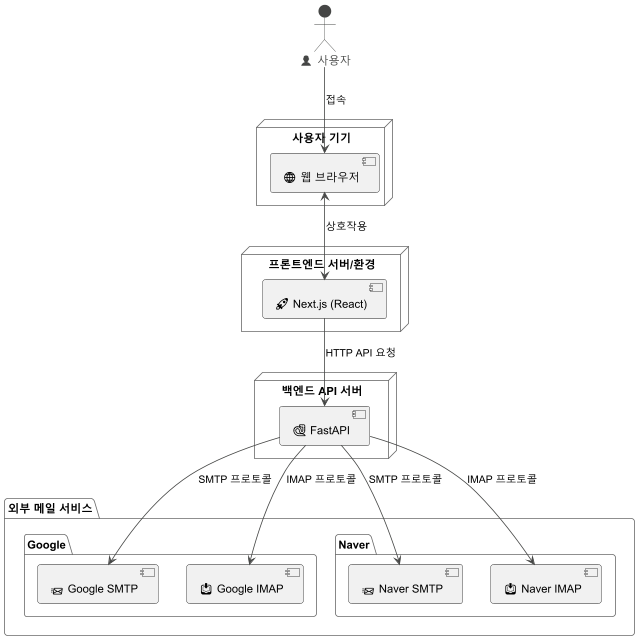 👤 사용자
접속
사용자 기기
🌐 웹 브라우저
상호작용
프론트엔드 서버/환경
🚀 Next.js (React)
HTTP API 요청
백엔드 API 서버
🐍 FastAPI
SMTP 프로토콜
IMAP 프로토콜
SMTP 프로토콜
IMAP 프로토콜
외부 메일 서비스
Google
Naver
📨 Google SMTP
📥 Google IMAP
📨 Naver SMTP
📥 Naver IMAP